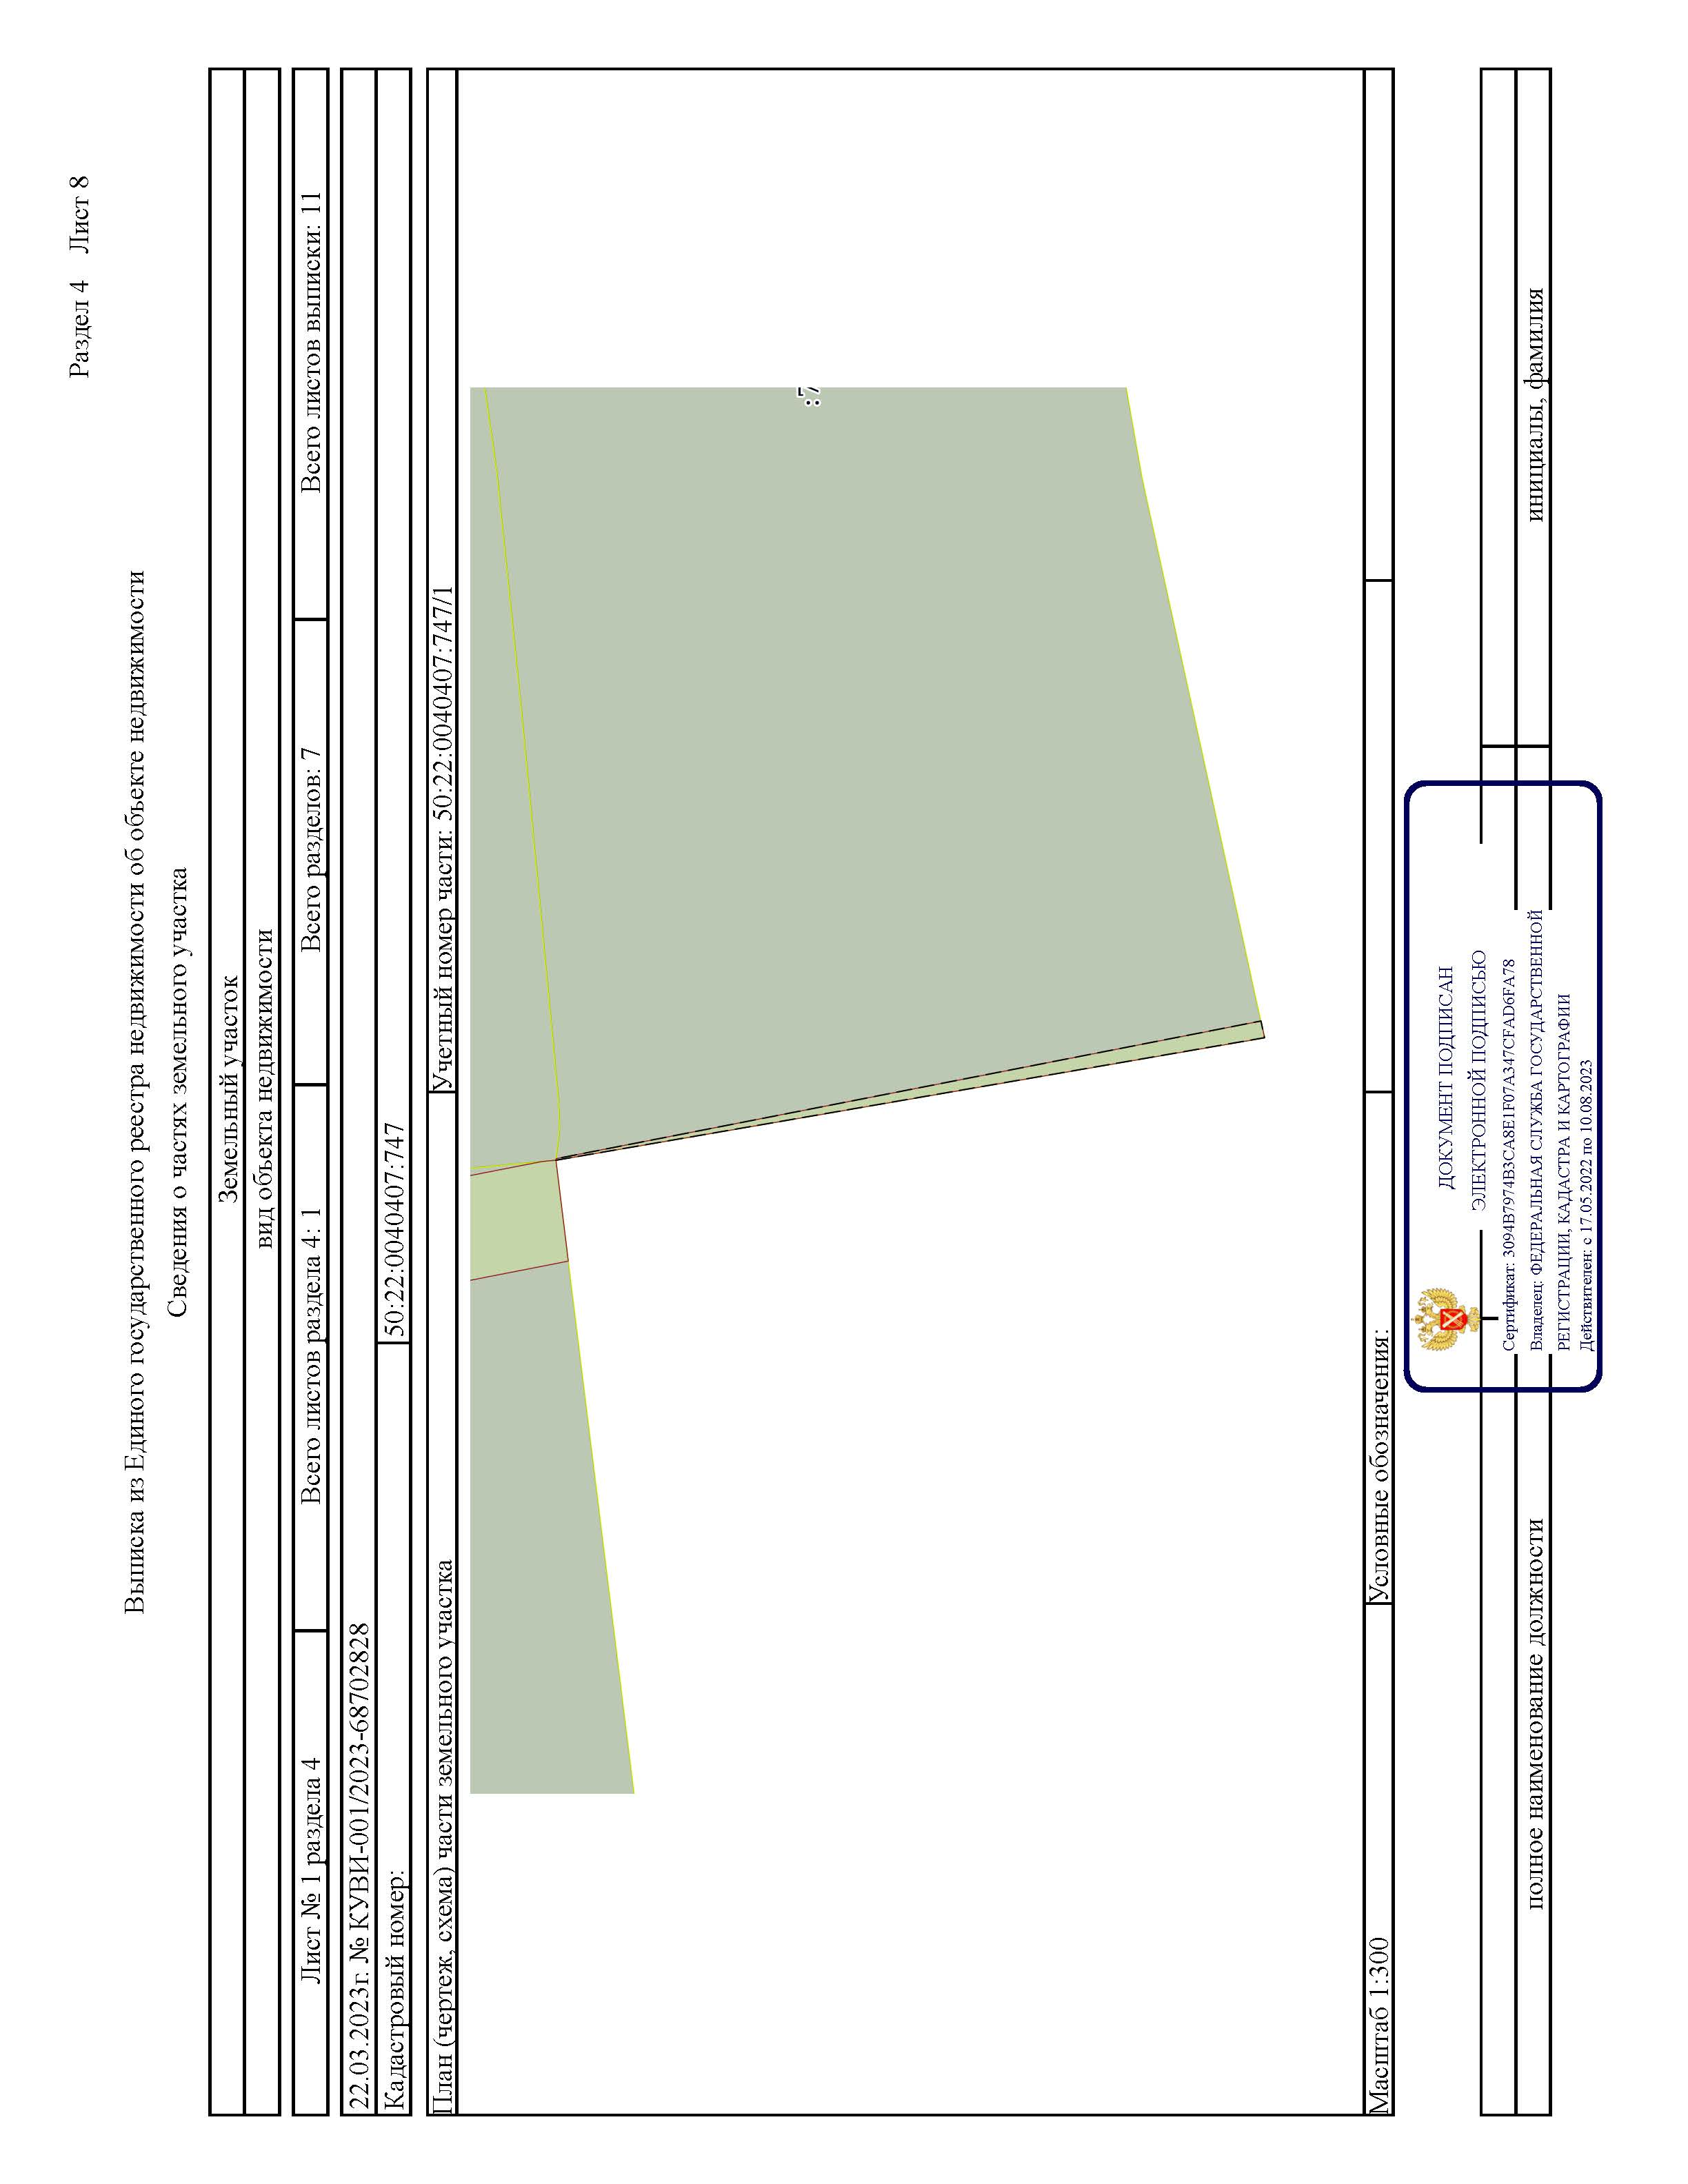 Раздел 4 Лист 8
Выписка из Единого государственного реестра недвижимости об объекте недвижимости
Сведения о частях земельного участка
Земельный участок
вид объекта недвижимости
Лист № 1 раздела 4 Всего листов раздела 4: 1 Всего разделов: 7 Всего листов выписки: 11
22.03.2023г. № КУВИ-001/2023-68702828
Кадастровый номер: 50:22:0040407:747
План (чертеж, схема) части земельного участка Учетный номер части: 50:22:0040407:747/1
Масштаб 1:300 Условные обозначения:
ДОКУМЕНТ ПОДПИСАН
ЭЛЕКТРОННОЙ ПОДПИСЬЮ
Сертификат: 3094B7974B3CA8E1F07A347CFAD6FA78
Владелец: ФЕДЕРАЛЬНАЯ СЛУЖБА ГОСУДАРСТВЕННОЙ
РЕГИСТРАЦИИ, КАДАСТРА И КАРТОГРАФИИ
Действителен: с 17.05.2022 по 10.08.2023
полное наименование должности инициалы, фамилия